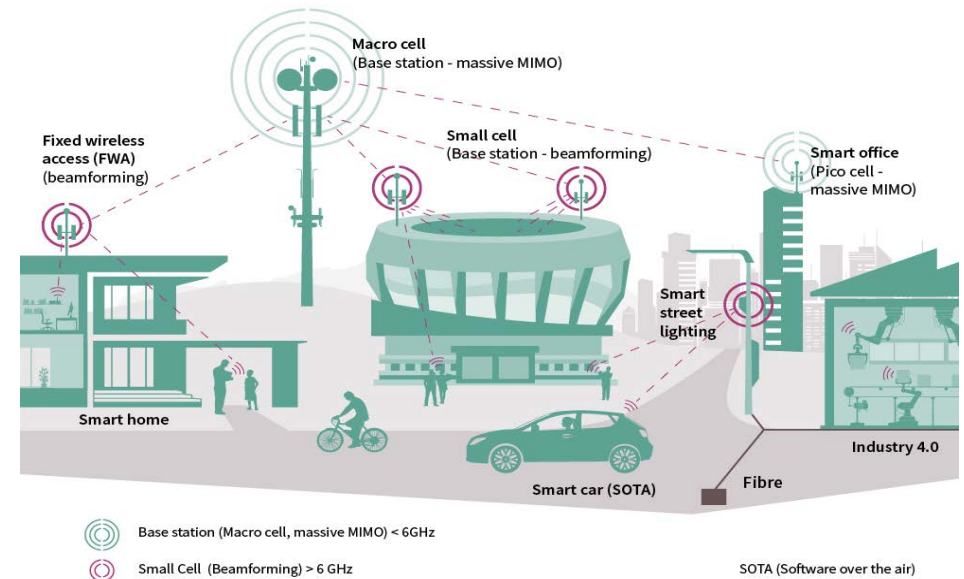 Macro cell
(Base station - massive MIMO)
Fixed wireless
access (FWA)
(beamforming)
Small cell
(Base station - beamforming)
Smart office
(Pico cell -
massive MIMO)
Smart
street
lighting
Smart home
Industry 4.0
Smart car (SOTA)
Fibre
Base station (Macro cell, massive MIMO) < 6GHz
Small Cell (Beamforming) > 6 GHz
SOTA (Software over the air)